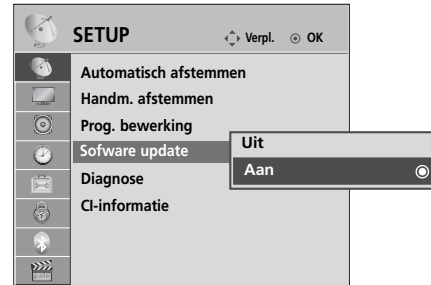 SETUP Verpl. OK
Automatisch afstemmen
Handm. afstemmen
Prog. bewerking
Sofware update
Uit
Aan
Diagnose
CI-informatie